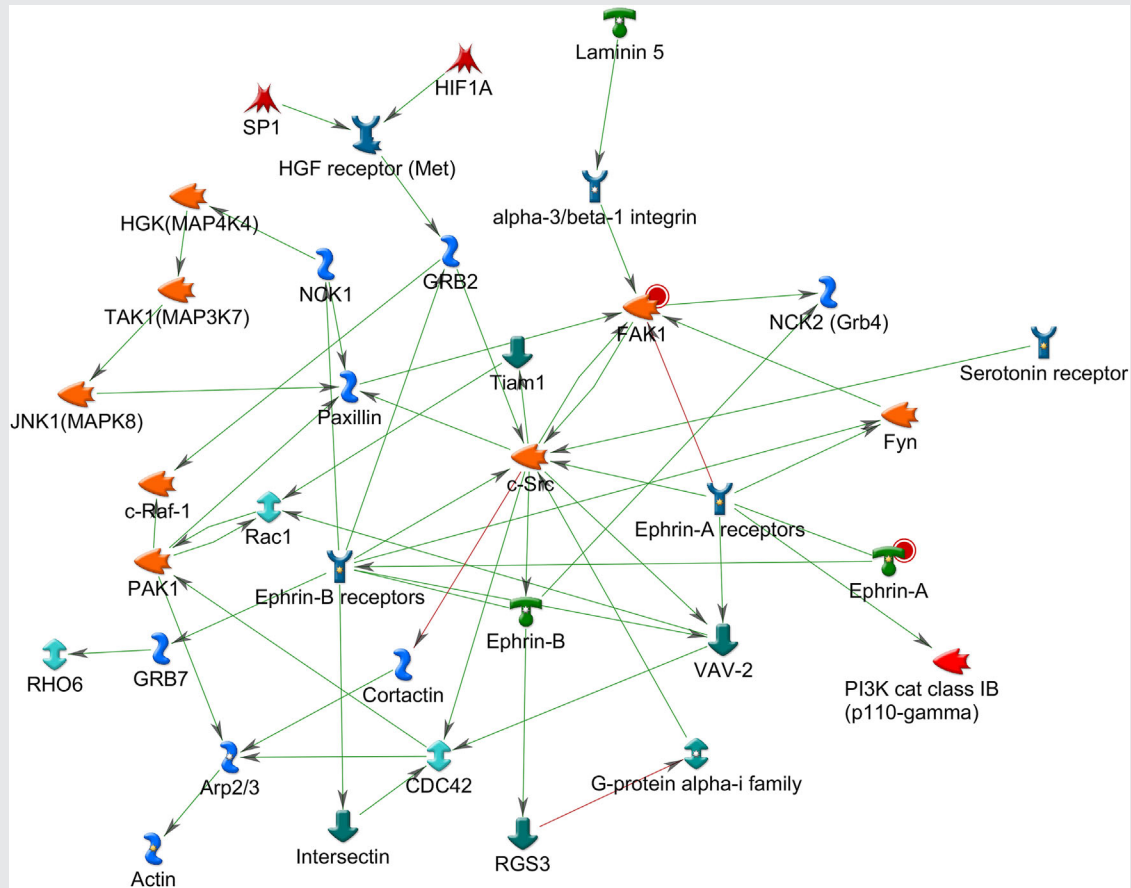 Laminin 5
HIF1A
SP1
HGF receptor (Met)
alpha-3/beta-1 integrin
HGK(MAP4K4)
GRB2
NCK1
TAK1(MAP3K7)
FAK1
NCK2 (Grb4)
Serotonin receptor
Tiam1
JNK1(MAPK8)
Paxillin
Fyn
c-Src
c-Raf-1
Rac1
Ephrin-A receptors
PAK1
Ephrin-B receptors
Ephrin-A
Ephrin-B
RHO6
GRB7
Cortactin
VAV-2
PI3K cat class IB
(p110-gamma)
Arp2/3
CDC42
G-protein alpha-i family
Intersectin
RGS3
Actin